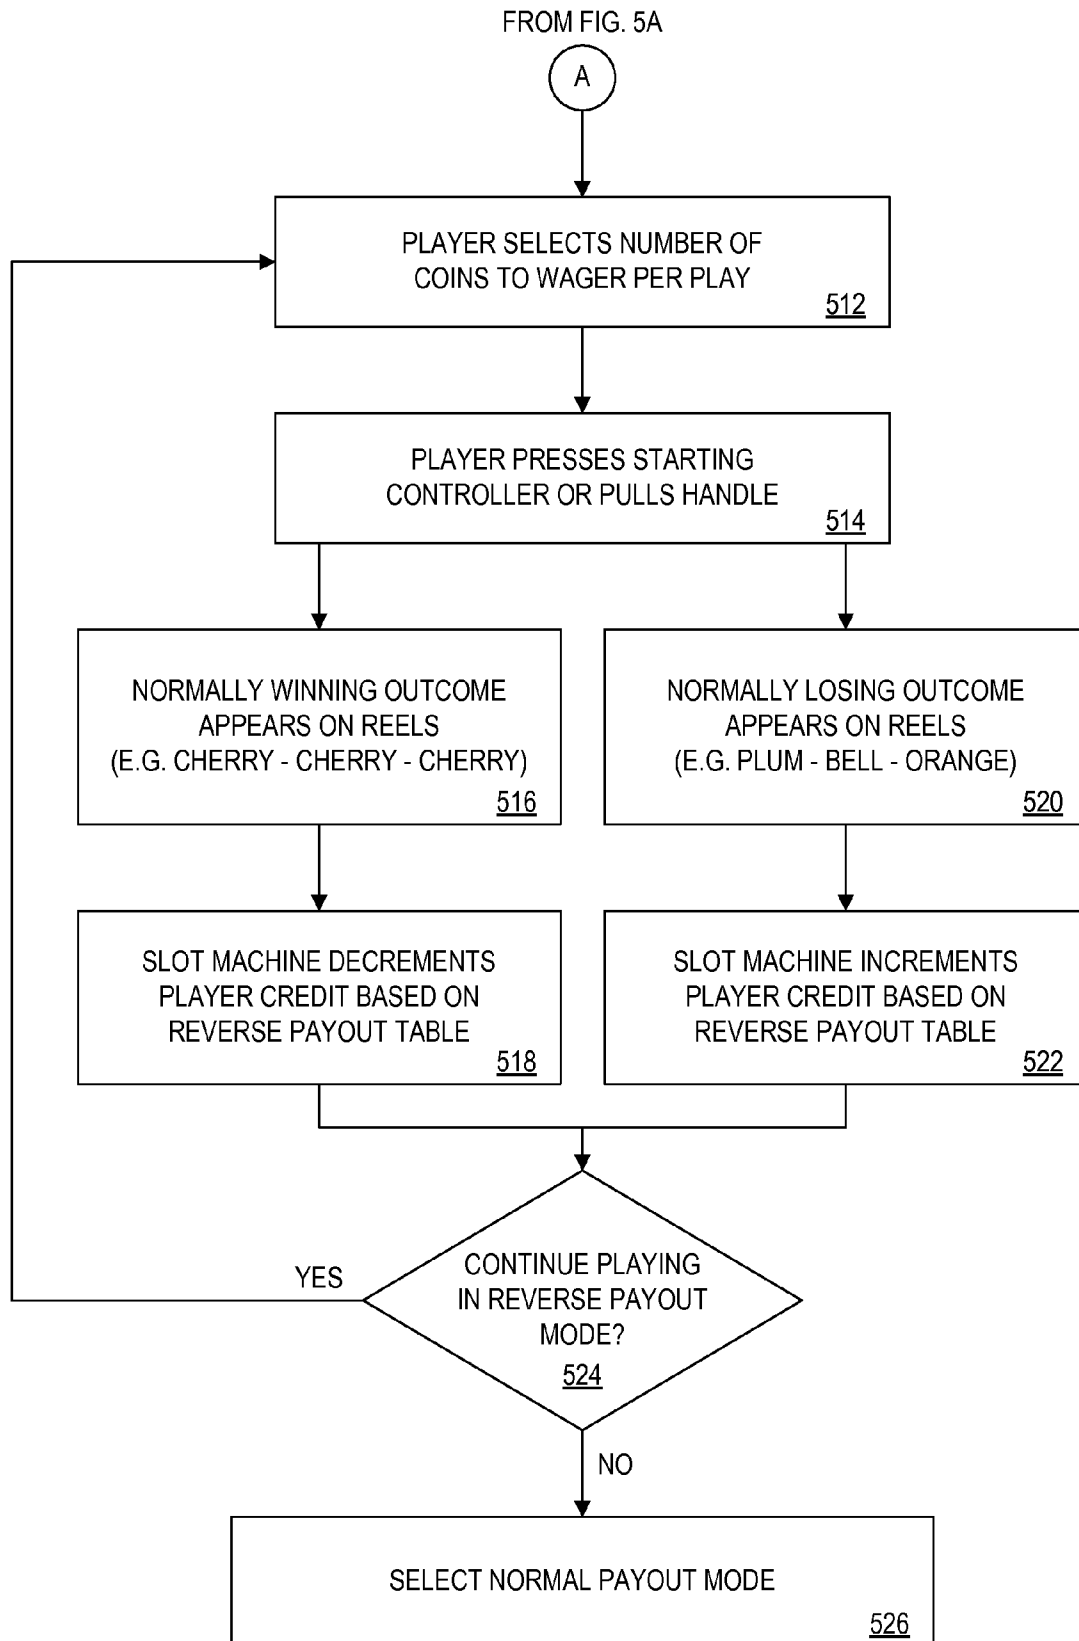 FROM FIG. 5A
A
PLAYER SELECTS NUMBER OF
COINS TO WAGER PER PLAY
512
PLAYER PRESSES STARTING
CONTROLLER OR PULLS HANDLE
514
NORMALLY WINNING OUTCOME
APPEARS ON REELS
(E.G. CHERRY - CHERRY - CHERRY)
516
NORMALLY LOSING OUTCOME
APPEARS ON REELS
(E.G. PLUM - BELL - ORANGE)
520
SLOT MACHINE DECREMENTS
PLAYER CREDIT BASED ON
REVERSE PAYOUT TABLE
518
SLOT MACHINE INCREMENTS
PLAYER CREDIT BASED ON
REVERSE PAYOUT TABLE
522
YES
CONTINUE PLAYING
IN REVERSE PAYOUT
MODE?
524
NO
SELECT NORMAL PAYOUT MODE
526